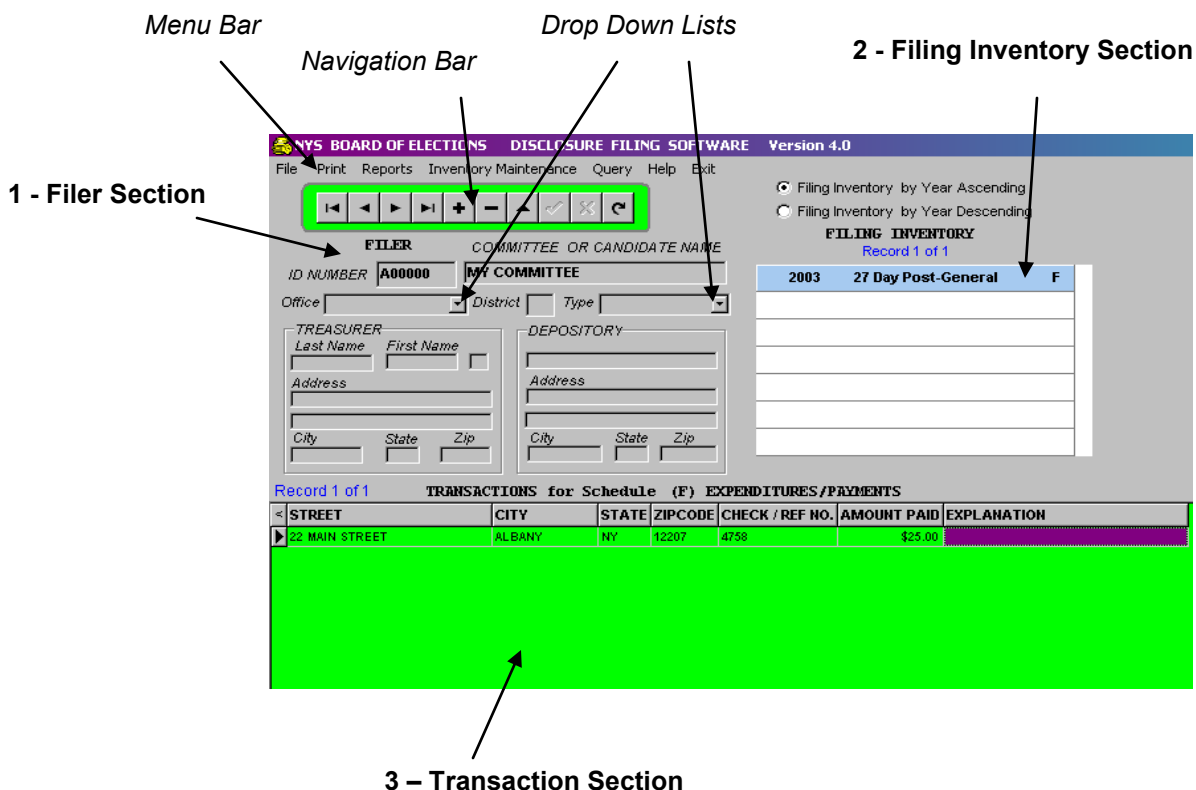 Menu Bar
Drop Down Lists
Navigation Bar
2 - Filing Inventory Section
1 - Filer Section
NYS BOARD OF ELECTIONS DISCLOSURE FILING SOFTWARE Version 4.0
File Print Reports Inventory Maintenance Query Help Exit
Filing Inventory by Year Ascending
Filing Inventory by Year Descending
FILING INVENTORY
Record 1 of 1
2003 27 Day Post-General F
FILER COMMITTEE OR CANDIDATE NAME
ID NUMBER A00000 MY COMMITTEE
Office District Type
TREASURER
Last Name First Name
Address
City State Zip
DEPOSITORY
Address
City State Zip
Record 1 of 1 TRANSACTIONS for Schedule (F) EXPENDITURES/PAYMENTS
< STREET CITY STATE ZIPCODE CHECK / REF NO. AMOUNT PAID EXPLANATION
22 MAIN STREET ALBANY NY 12207 4758 $25.00
3 – Transaction Section